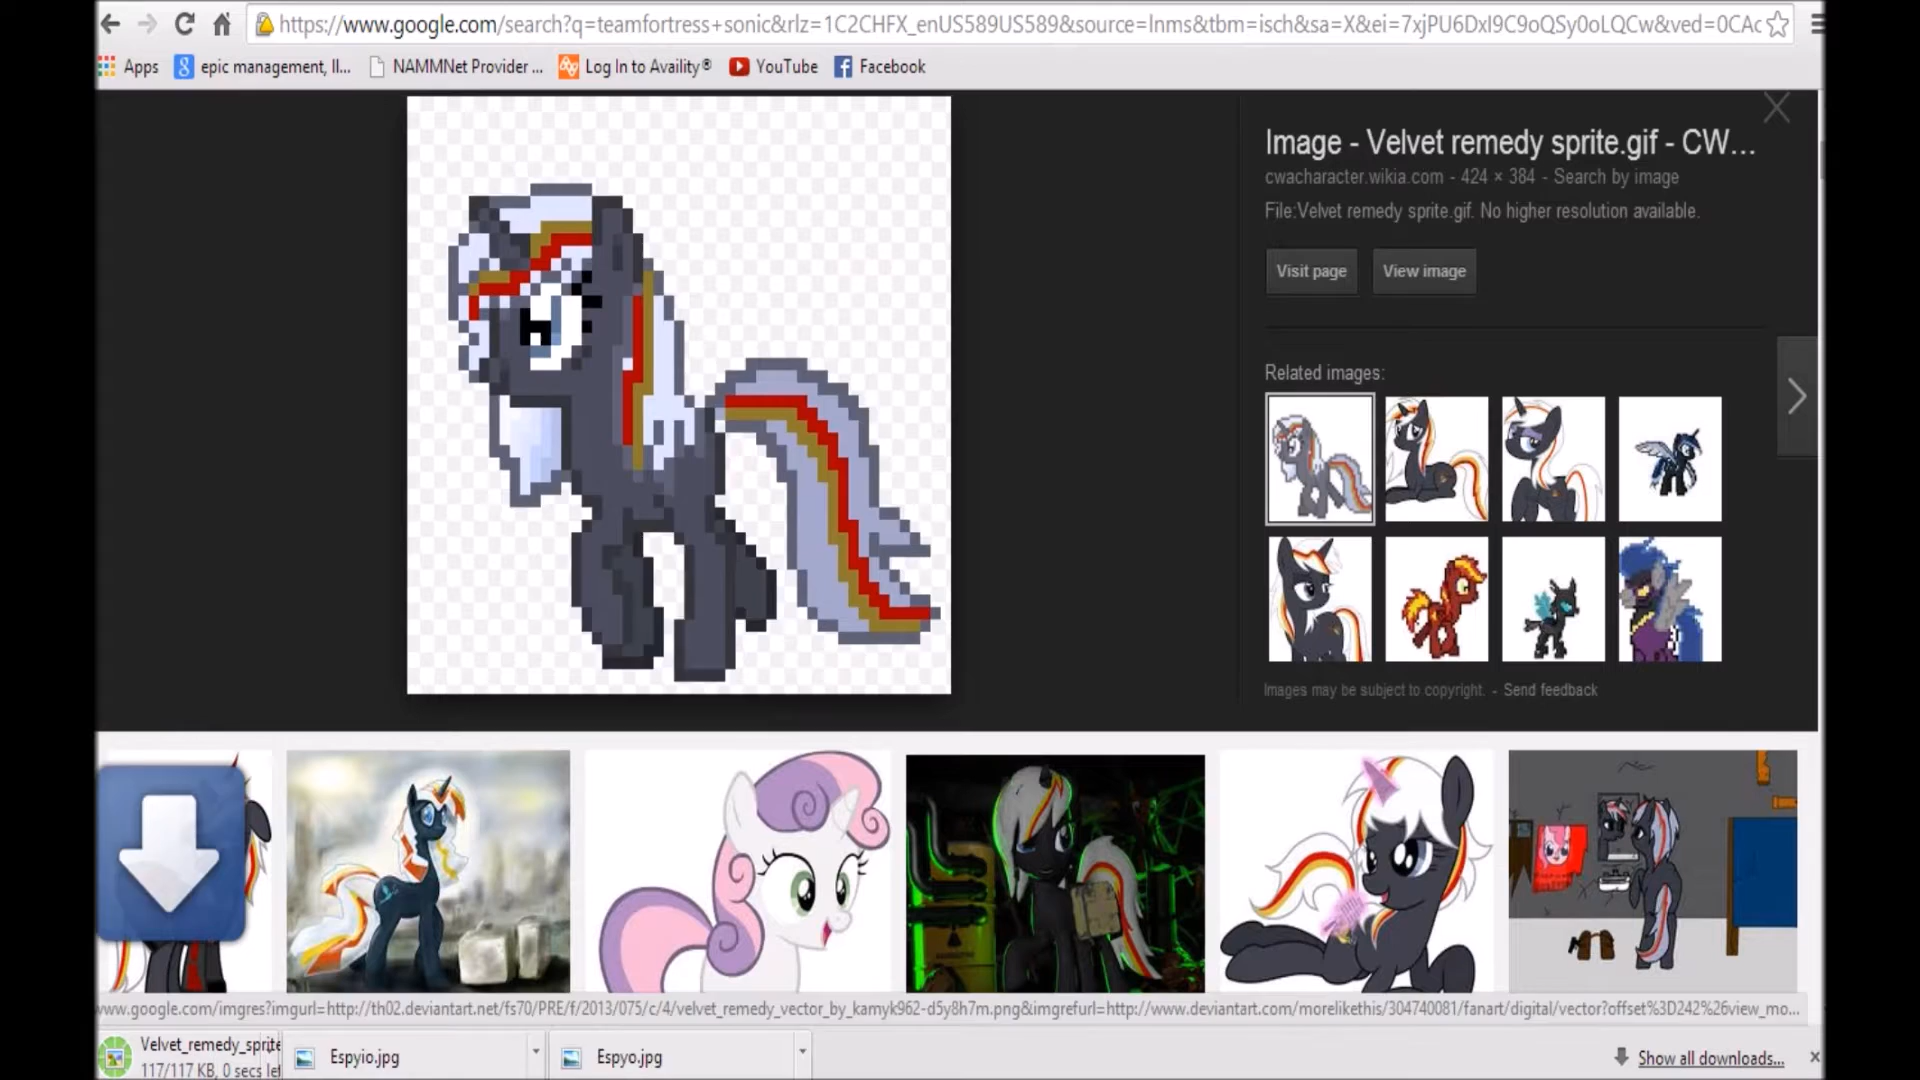 https://www.google.com/search?q=teamfortress+sonic&rlz=1C2CHFX_enUS589US589&source=lnms&tbm=isch&sa=X&ei=7xjPU6DxI9C9oQSy0oLQCw&ved=0CAc
Apps epic management, ll... NAMMNet Provider ... Log In to Availity® YouTube Facebook
Image - Velvet remedy sprite.gif - CW...
cwacharacter.wikia.com - 424 × 384 - Search by image
File:Velvet remedy sprite.gif. No higher resolution available.
Visit page View image
Related images:
Images may be subject to copyright. - Send feedback
www.google.com/imgres?imgurl=http://th02.deviantart.net/fs70/PRE/f/2013/075/c/4/velvet_remedy_vector_by_kamyk962-d5y8h7m.png&imgrefurl=http://www.deviantart.com/morelikethis/304740081/fanart/digital/vector?offset%3D242%26view_mo...
Velvet_remedy_sprite
117/117 KB, 0 secs lef
Espyio.jpg
Espyo.jpg
Show all downloads...